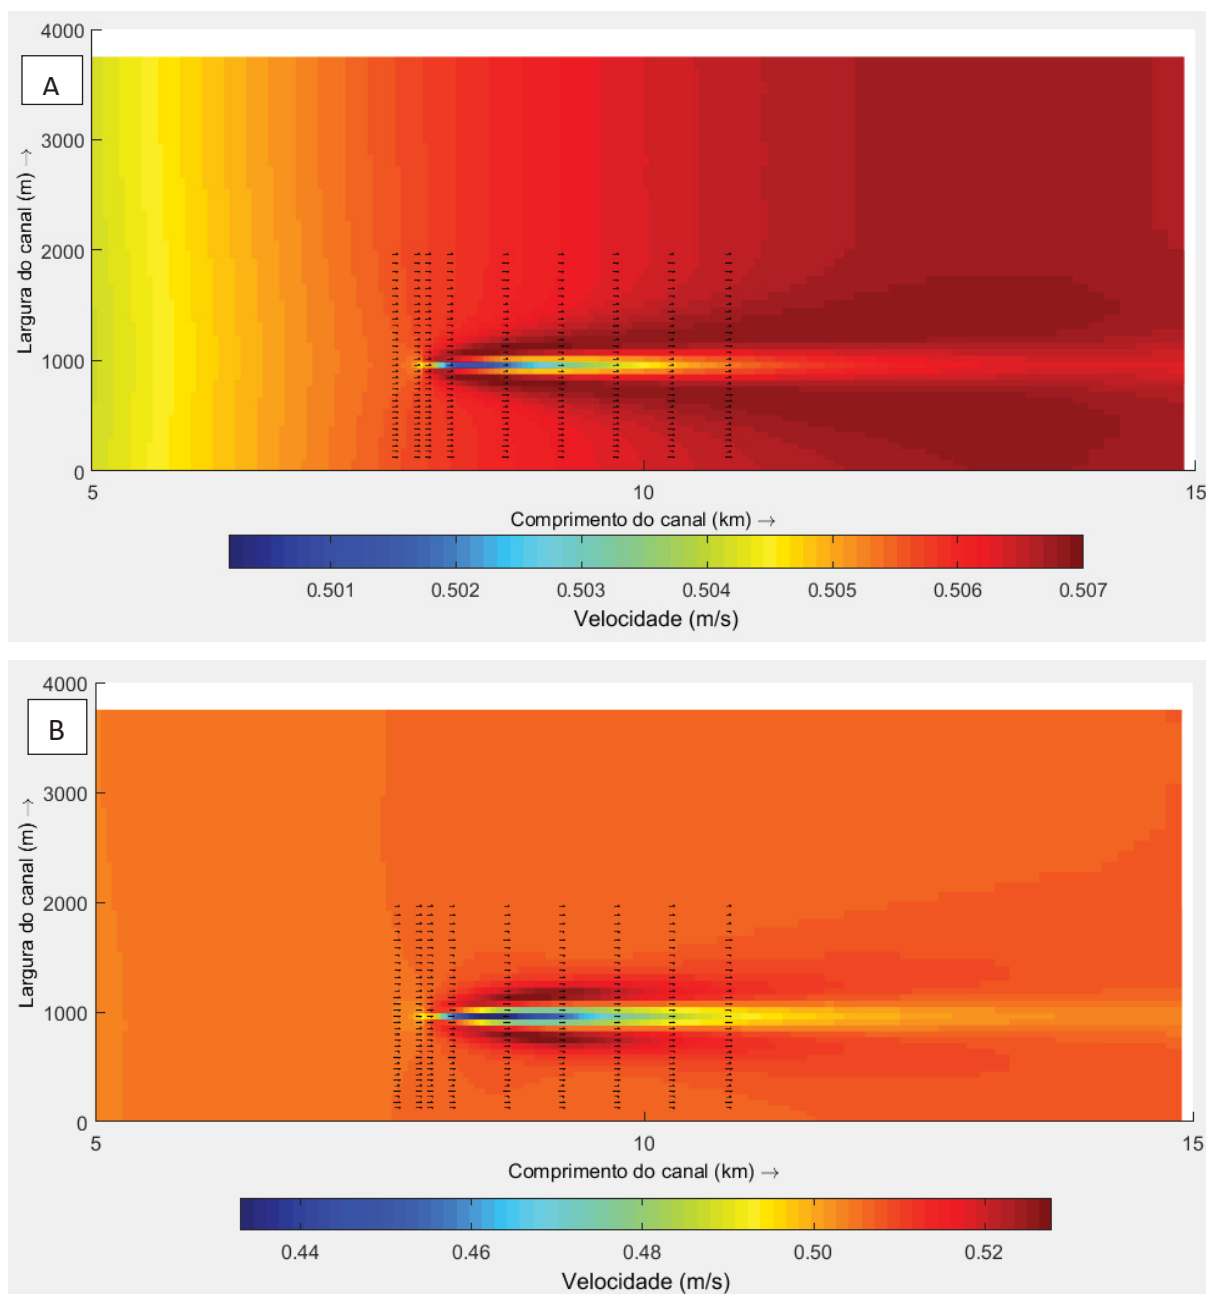 4000
A
3000
2000
1000
0
Largura do canal (m) →
5 10 15
Comprimento do canal (km) →
0.501 0.502 0.503 0.504 0.505 0.506 0.507
Velocidade (m/s)
4000
B
3000
2000
1000
0
Largura do canal (m) →
5 10 15
Comprimento do canal (km) →
0.44 0.46 0.48 0.50 0.52
Velocidade (m/s)